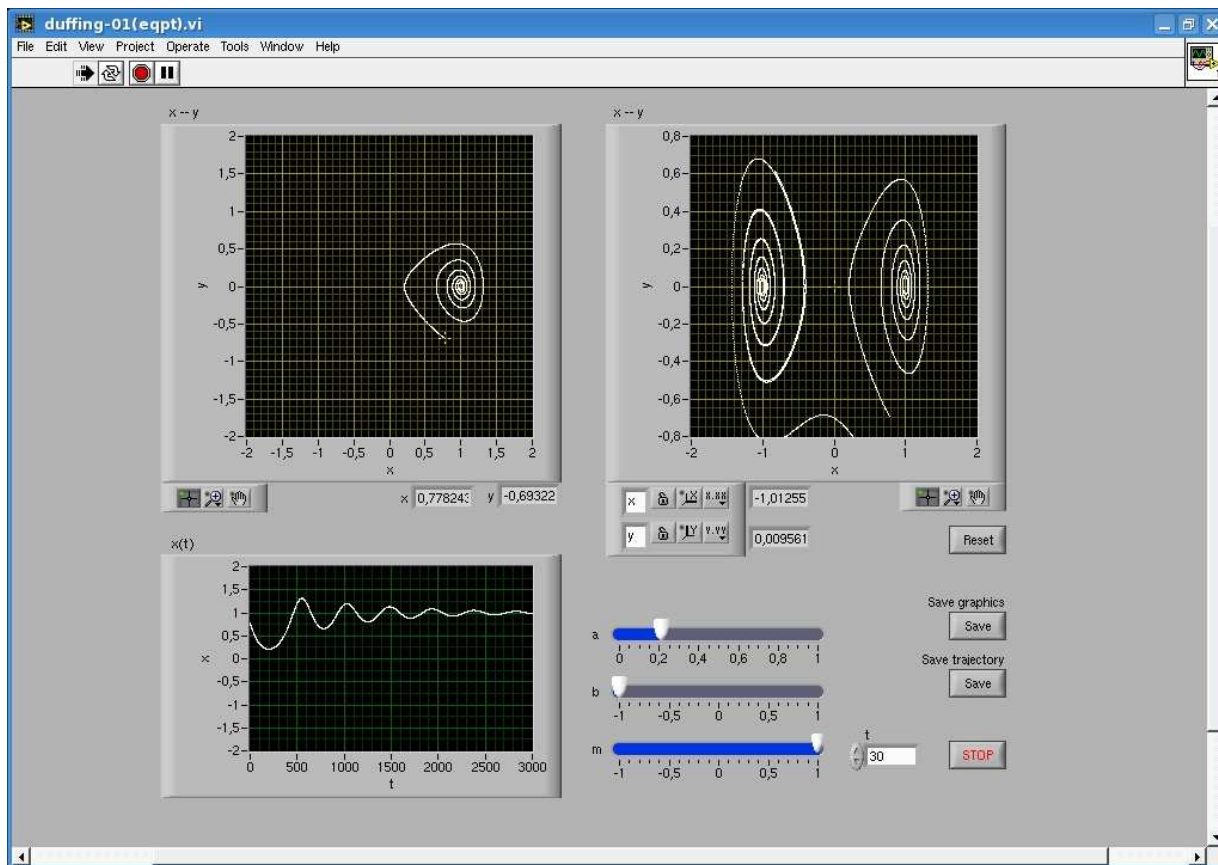 duffing-01(eqpt).vi
File Edit View Project Operate Tools Window Help
x -- y
2
1,5
1
0,5
0
-0,5
-1
-1,5
-2
y
-2 -1,5 -1 -0,5 0 0,5 1 1,5 2
x
x 0,77824 y -0,69322
x -- y
0,8
0,6
0,4
0,2
0
-0,2
-0,4
-0,6
-0,8
y
-2 -1 0 1 2
x
x X X.XX -1,01255
y Y Y.YY 0,009561
Reset
x(t)
2
1,5
1
0,5
0
-0,5
-1
-1,5
-2
x
0 500 1000 1500 2000 2500 3000
t
a
0 0,2 0,4 0,6 0,8 1
b
-1 -0,5 0 0,5 1
m
-1 -0,5 0 0,5 1
t
30
Save graphics
Save
Save trajectory
Save
STOP